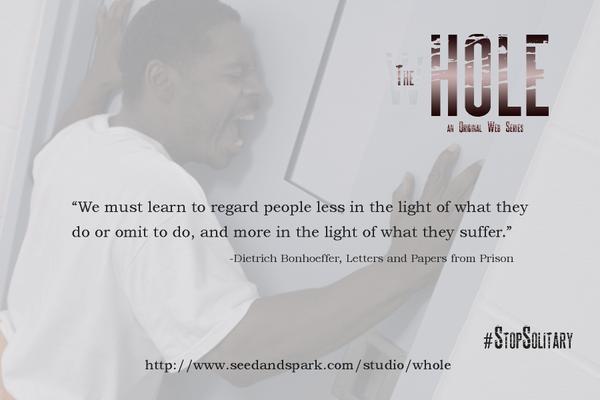 The WHOLE
an Original Web Series
“We must learn to regard people less in the light of what they
do or omit to do, and more in the light of what they suffer.”
-Dietrich Bonhoeffer, Letters and Papers from Prison
#StopSolitary
http://www.seedandspark.com/studio/whole